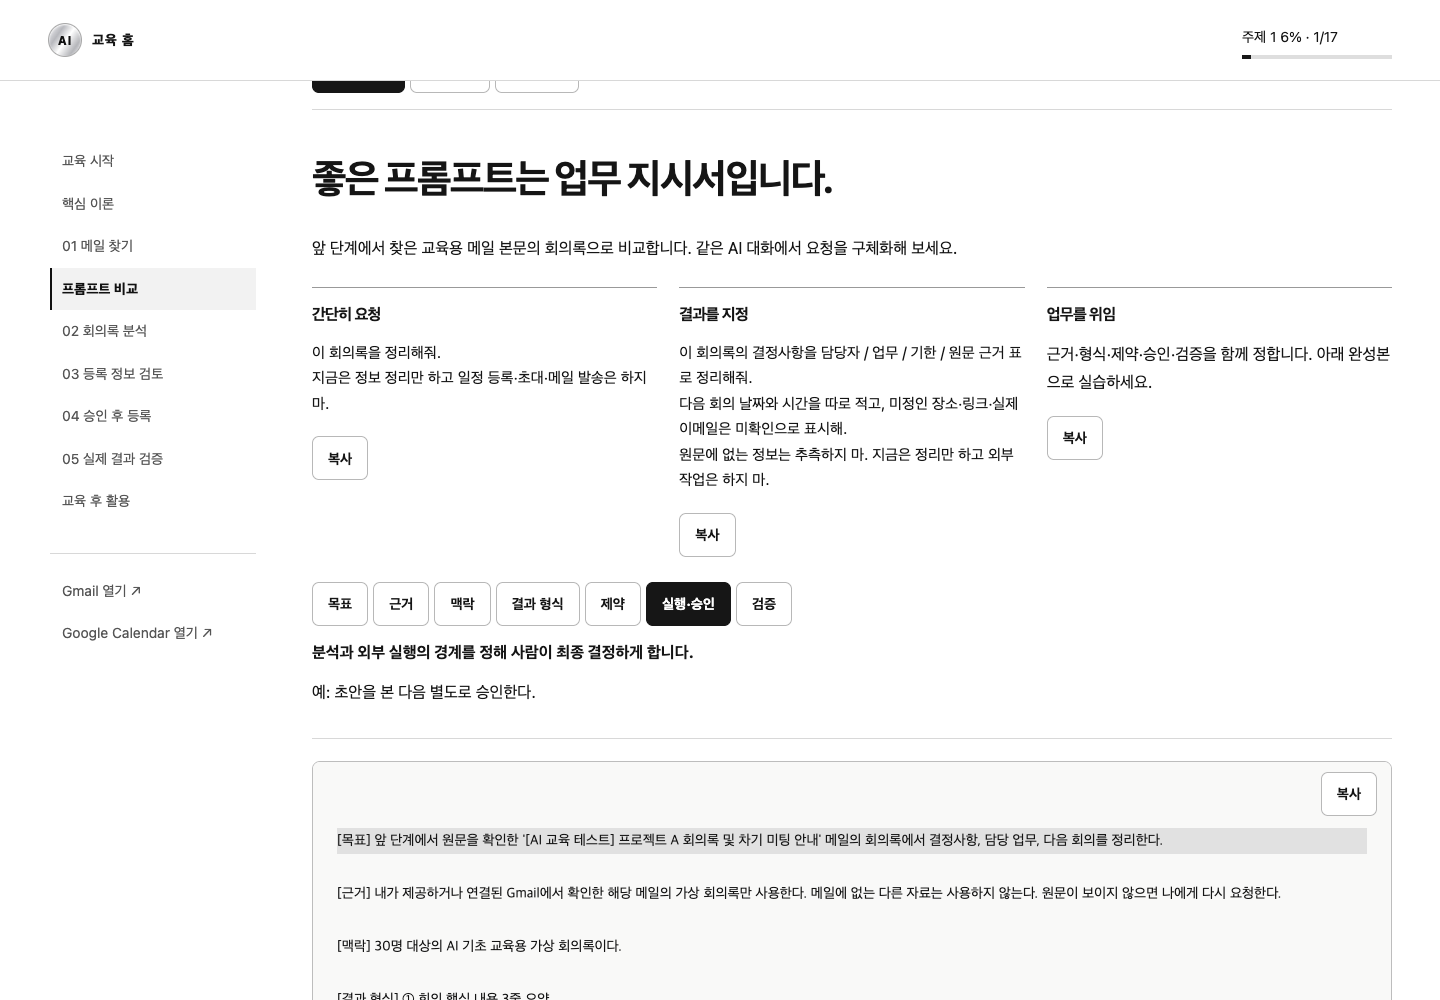 AI 교육 홈
주제 1 6% · 1/17
교육 시작
핵심 이론
01 메일 찾기
프롬프트 비교
02 회의록 분석
03 등록 정보 검토
04 승인 후 등록
05 실제 결과 검증
교육 후 활용
Gmail 열기 ↗
Google Calendar 열기 ↗
좋은 프롬프트는 업무 지시서입니다.
앞 단계에서 찾은 교육용 메일 본문의 회의록으로 비교합니다. 같은 AI 대화에서 요청을 구체화해 보세요.
간단히 요청
이 회의록을 정리해줘.
지금은 정보 정리만 하고 일정 등록·초대·메일 발송은 하지
마.
복사
결과를 지정
이 회의록의 결정사항을 담당자 / 업무 / 기한 / 원문 근거 표
로 정리해줘.
다음 회의 날짜와 시간을 따로 적고, 미정인 장소·링크·실제
이메일은 미확인으로 표시해.
원문에 없는 정보는 추측하지 마. 지금은 정리만 하고 외부
작업은 하지 마.
복사
업무를 위임
근거·형식·제약·승인·검증을 함께 정합니다. 아래 완성본
으로 실습하세요.
복사
목표 근거 맥락 결과 형식 제약 실행·승인 검증
분석과 외부 실행의 경계를 정해 사람이 최종 결정하게 합니다.
예: 초안을 본 다음 별도로 승인한다.
복사
[목표] 앞 단계에서 원문을 확인한 '[AI 교육 테스트] 프로젝트 A 회의록 및 차기 미팅 안내' 메일의 회의록에서 결정사항, 담당 업무, 다음 회의를 정리한다.
[근거] 내가 제공하거나 연결된 Gmail에서 확인한 해당 메일의 가상 회의록만 사용한다. 메일에 없는 다른 자료는 사용하지 않는다. 원문이 보이지 않으면 나에게 다시 요청한다.
[맥락] 30명 대상의 AI 기초 교육용 가상 회의록이다.
[결과 형식] ① 회의 핵심 내용 3줄 요약